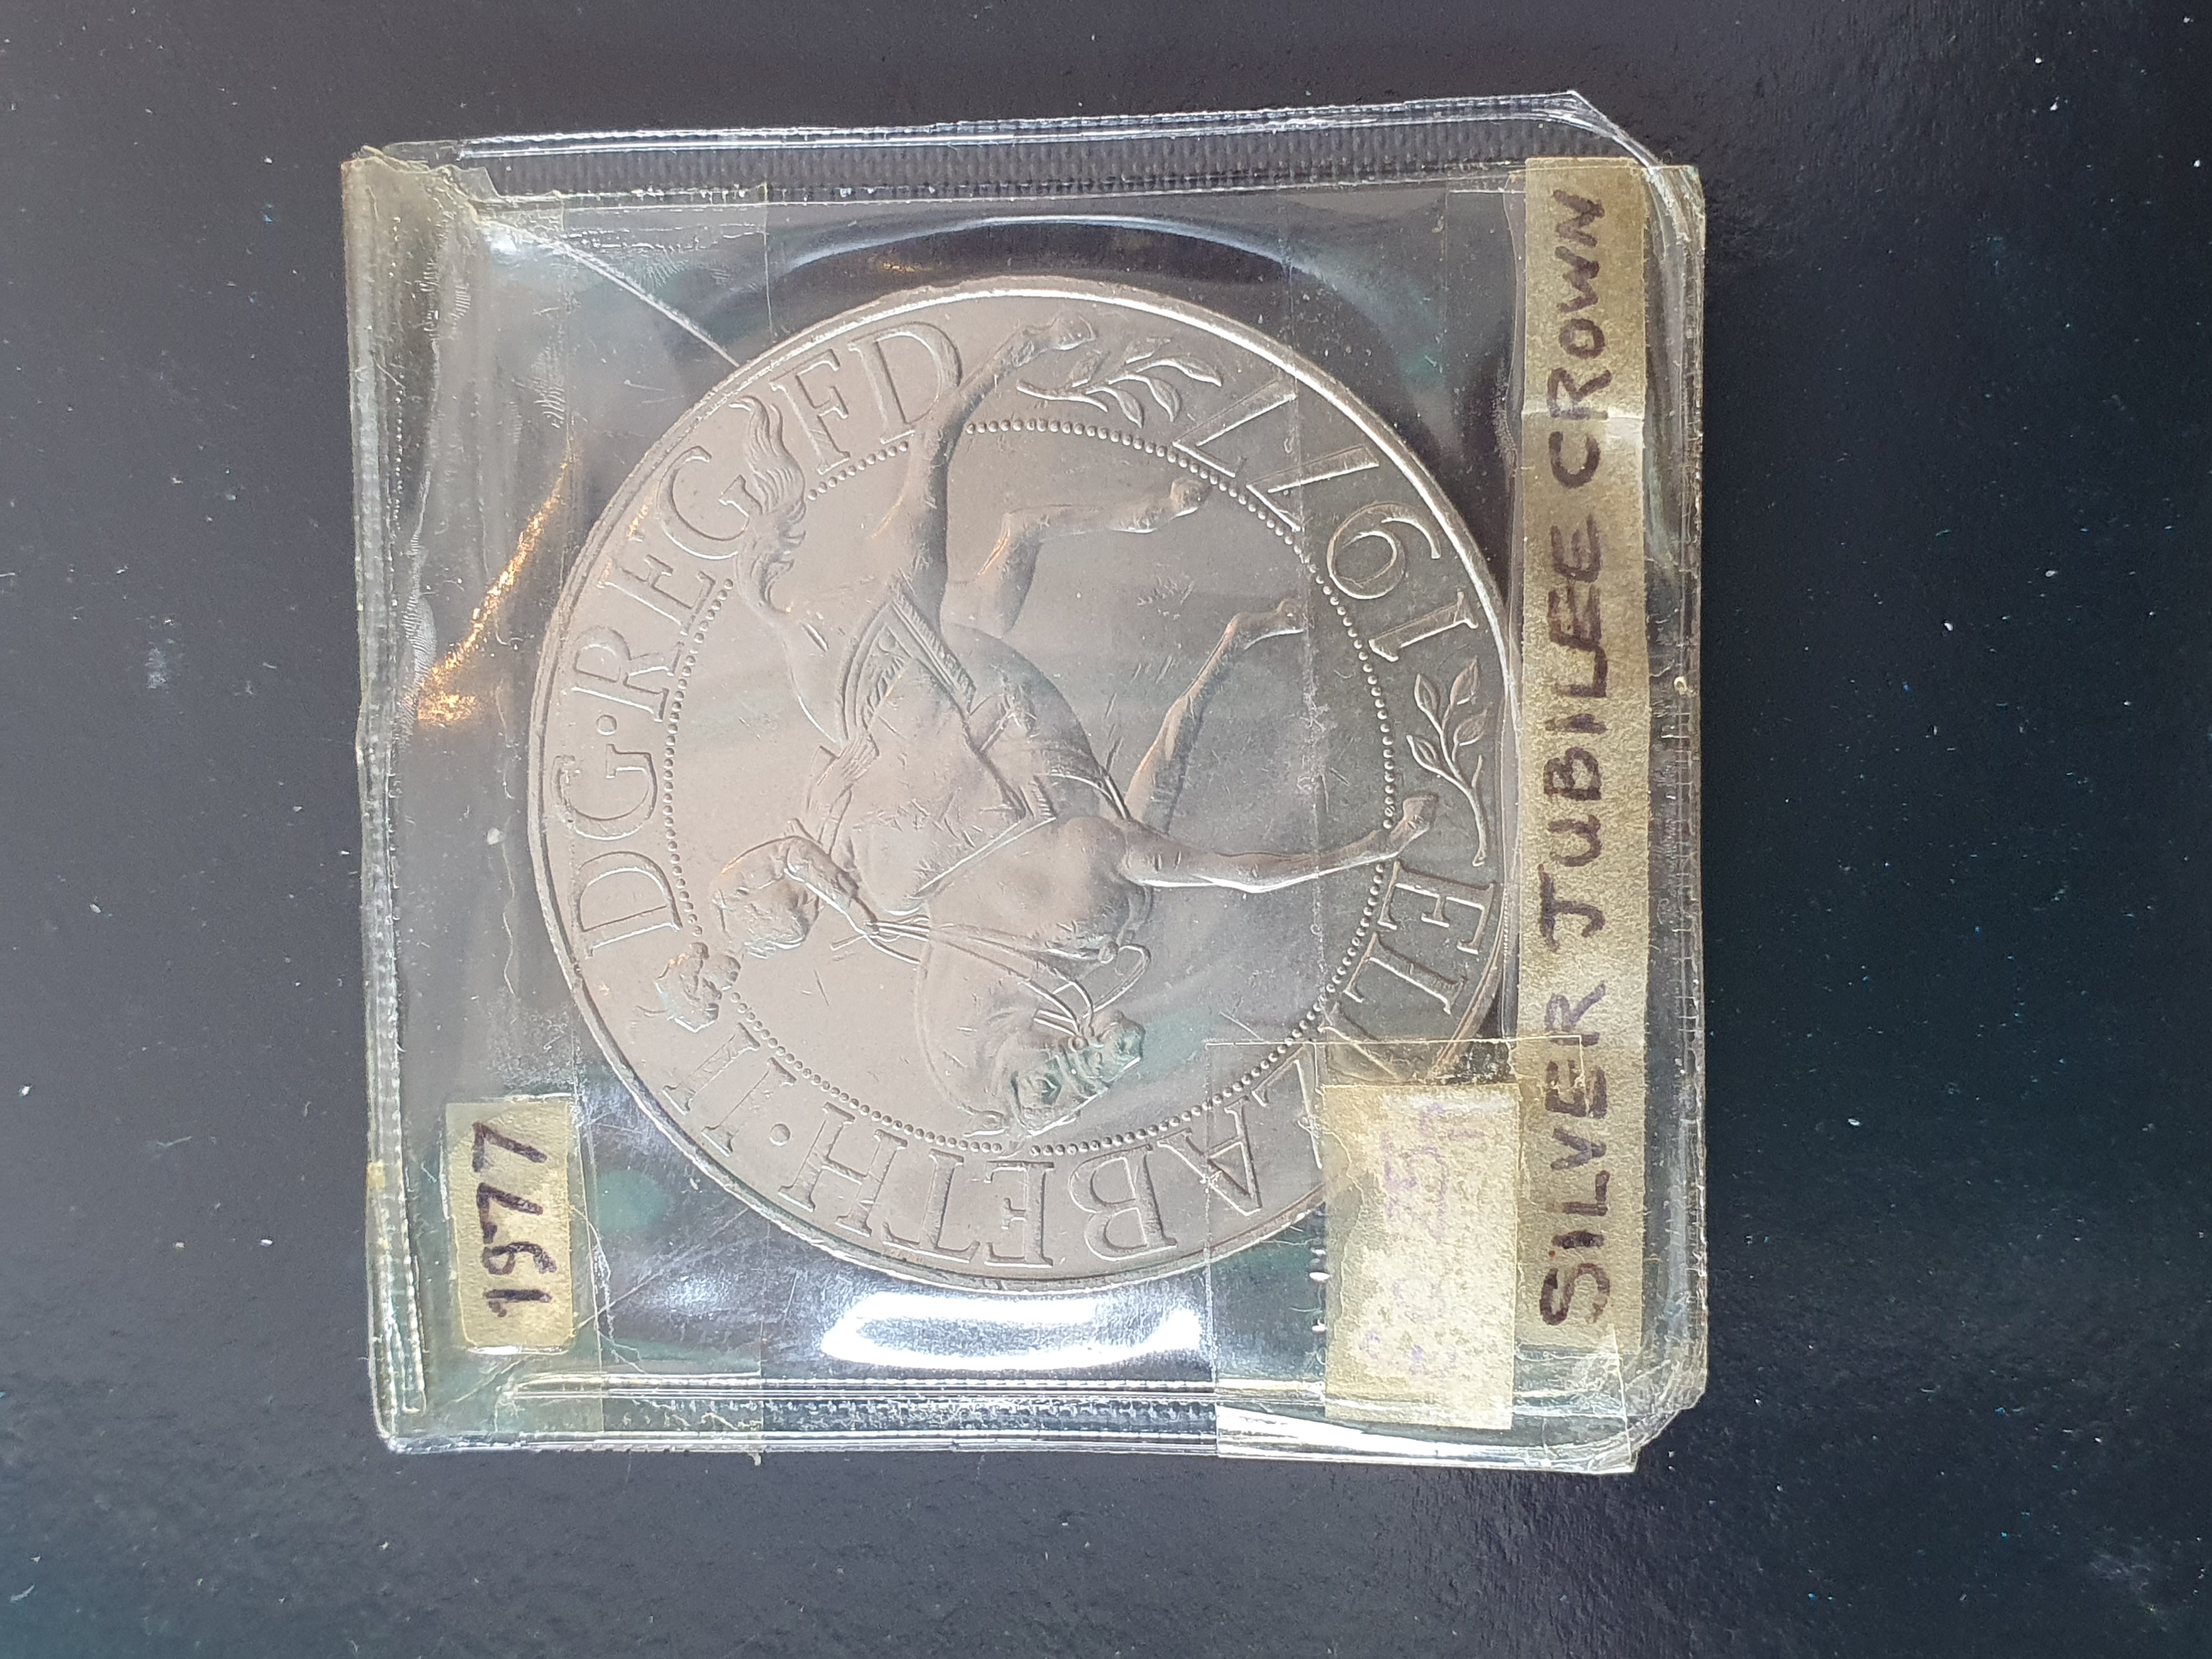 1977
ELIZABETH · II DG · REG FD 1977
SILVER JUBILEE CROWN